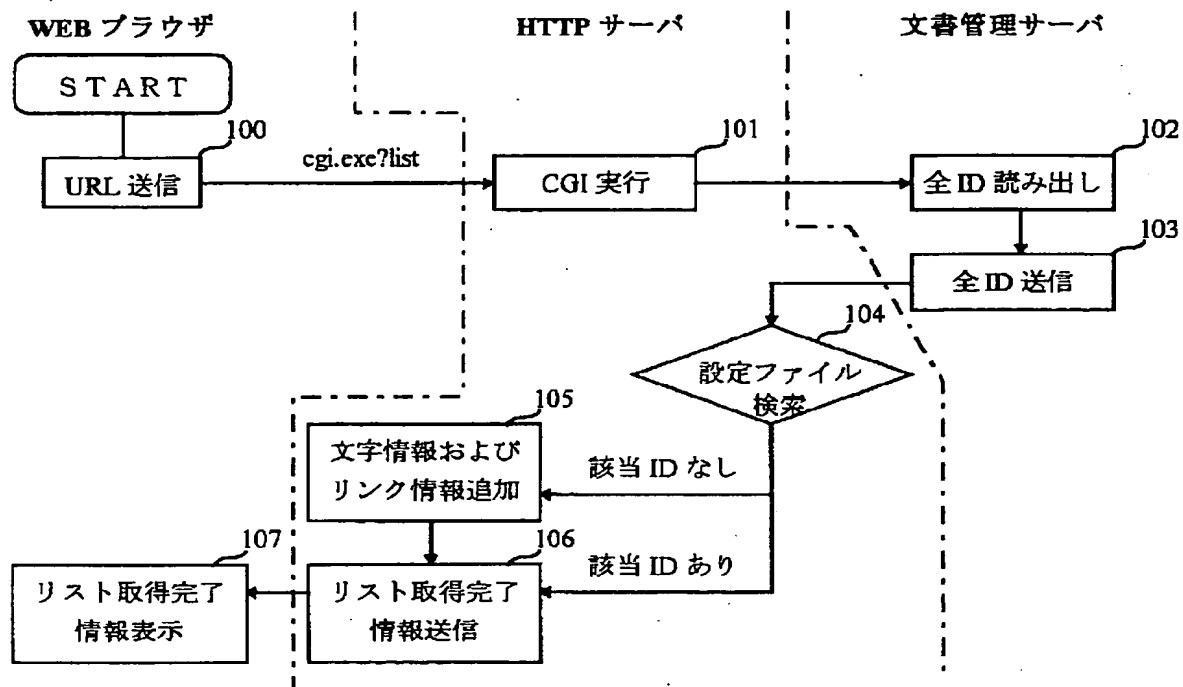 WEB ブラウザ
HTTP サーバ
文書管理サーバ
START
100
URL 送信
cgi.exe?list
101
CGI 実行
102
全 ID 読み出し
103
全 ID 送信
104
設定ファイル
検索
105
文字情報および
リンク情報追加
該当 ID なし
106
リスト取得完了
情報送信
該当 ID あり
107
リスト取得完了
情報表示